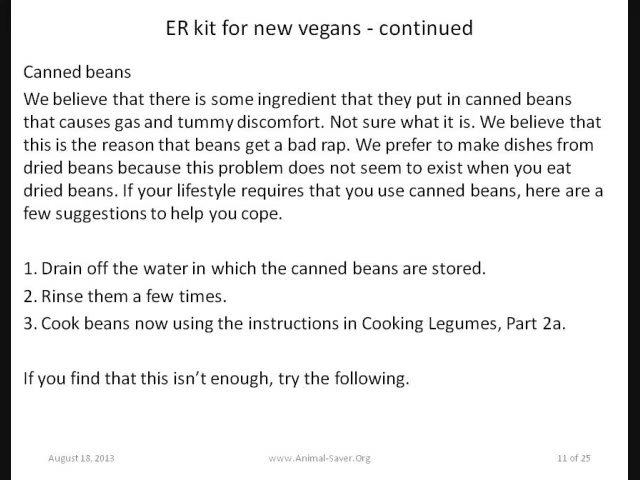 ER kit for new vegans - continued
Canned beans
We believe that there is some ingredient that they put in canned beans
that causes gas and tummy discomfort. Not sure what it is. We believe that
this is the reason that beans get a bad rap. We prefer to make dishes from
dried beans because this problem does not seem to exist when you eat
dried beans. If your lifestyle requires that you use canned beans, here are a
few suggestions to help you cope.
1. Drain off the water in which the canned beans are stored.
2. Rinse them a few times.
3. Cook beans now using the instructions in Cooking Legumes, Part 2a.
If you find that this isn't enough, try the following.
August 18, 2013 www.Animal-Saver.Org 11 of 25